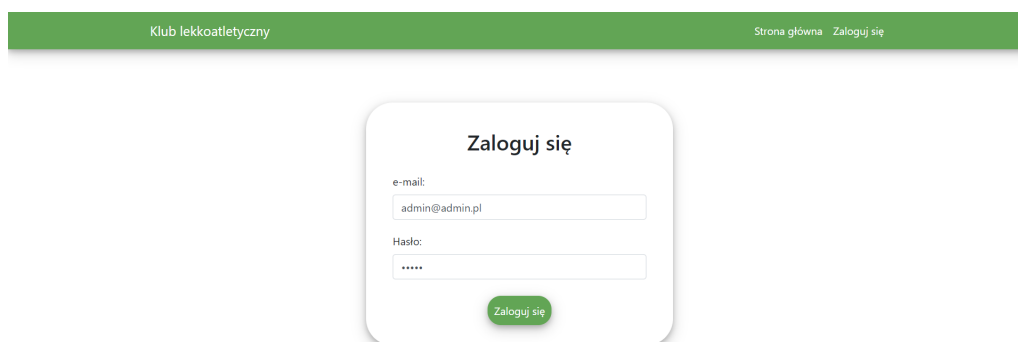 Klub lekkoatletyczny
Strona główna Zaloguj się
Zaloguj się
e-mail:
admin@admin.pl
Hasło:
•••••
Zaloguj się